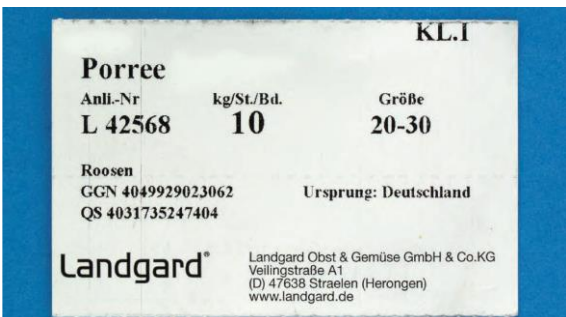 KL.I
Porree
Anli.-Nr kg/St./Bd. Größe
L 42568 10 20-30
Roosen
GGN 4049929023062 Ursprung: Deutschland
QS 4031735247404
Landgard®
Landgard Obst & Gemüse GmbH & Co.KG
Veilingstraße A1
(D) 47638 Straelen (Herongen)
www.landgard.de